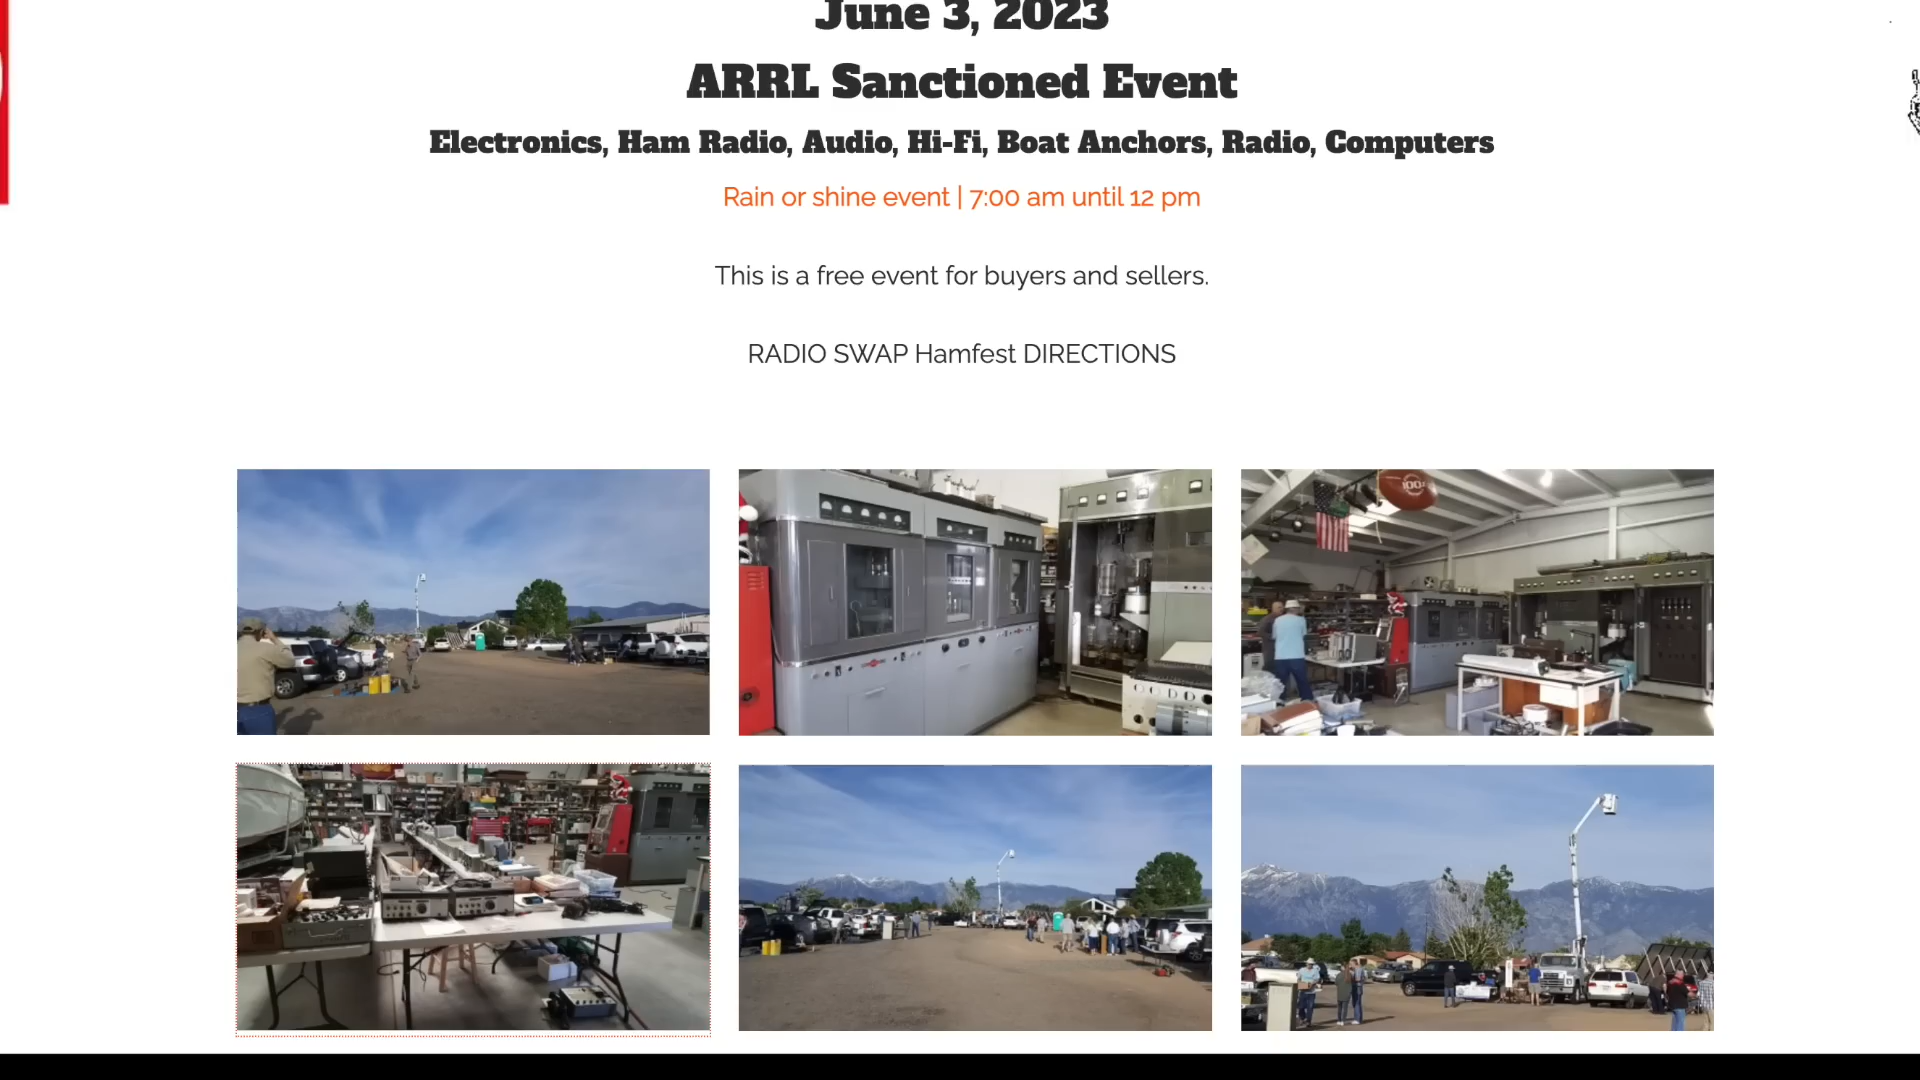 June 3, 2023
ARRL Sanctioned Event
Electronics, Ham Radio, Audio, Hi-Fi, Boat Anchors, Radio, Computers
Rain or shine event | 7:00 am until 12 pm
This is a free event for buyers and sellers.
RADIO SWAP Hamfest DIRECTIONS
100